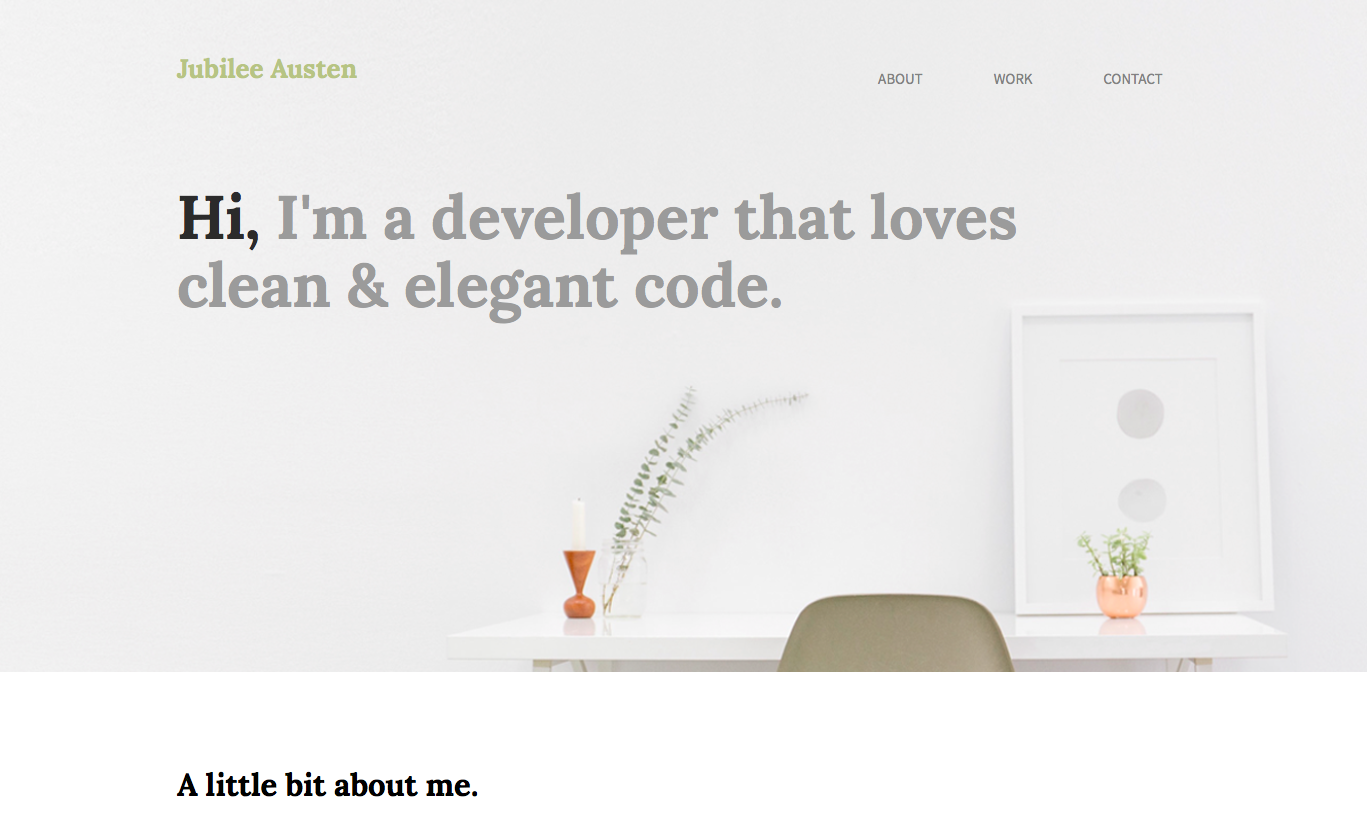 Jubilee Austen
ABOUT WORK CONTACT
Hi, I'm a developer that loves
clean & elegant code.
A little bit about me.